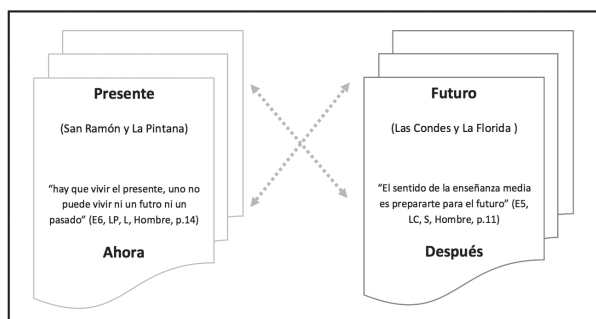 Presente
(San Ramón y La Pintana)
“hay que vivir el presente, uno no
puede vivir ni un futro ni un
pasado” (E6, LP, L, Hombre, p.14)
Ahora
Futuro
(Las Condes y La Florida )
“El sentido de la enseñanza media
es prepararte para el futuro” (E5,
LC, S, Hombre, p.11)
Después